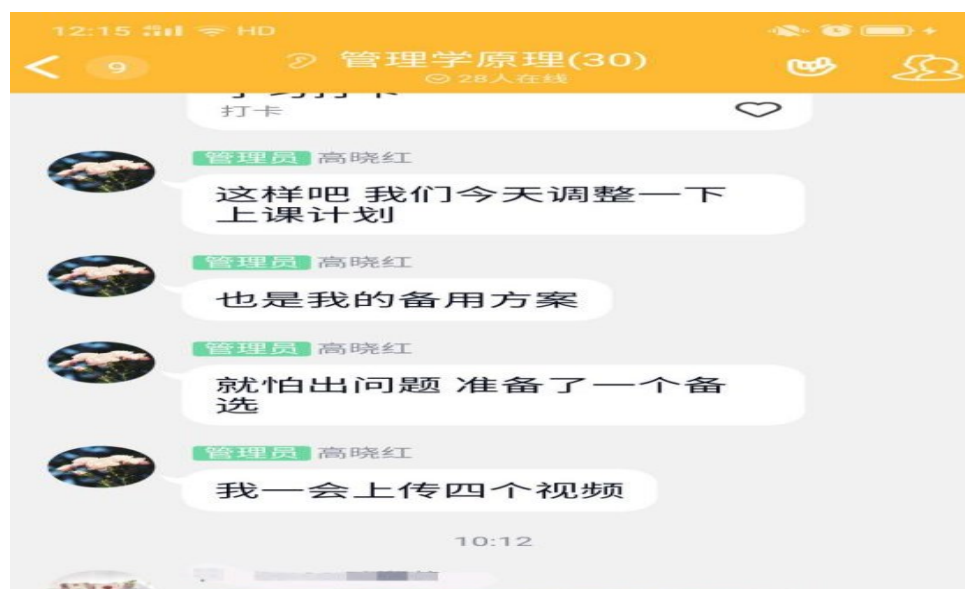 12:15 HD
9
管理学原理(30)
28人在线
打卡
管理员 高晓红
这样吧 我们今天调整一下
上课计划
管理员 高晓红
也是我的备用方案
管理员 高晓红
就怕出问题 准备了一个备
选
管理员 高晓红
我一会上传四个视频
10:12